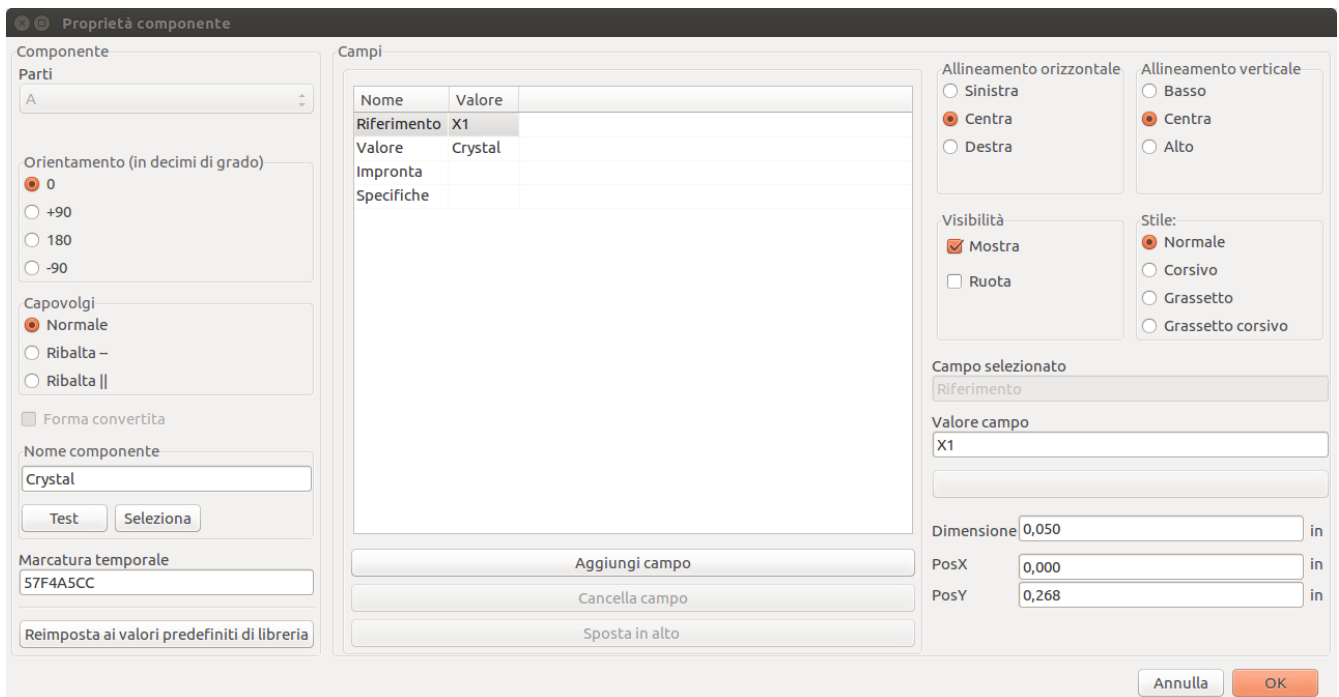 Proprietà componente
Componente
Parti
A
Orientamento (in decimi di grado)
0
+90
180
-90
Capovolgi
Normale
Ribalta --
Ribalta ||
Forma convertita
Nome componente
Crystal
Test Seleziona
Marcatura temporale
57F4A5CC
Reimposta ai valori predefiniti di libreria
Campi
Nome Valore
Riferimento X1
Valore Crystal
Impronta
Specifiche
Aggiungi campo
Cancella campo
Sposta in alto
Allineamento orizzontale
Sinistra
Centra
Destra
Allineamento verticale
Basso
Centra
Alto
Visibilità
Mostra
Ruota
Stile:
Normale
Corsivo
Grassetto
Grassetto corsivo
Campo selezionato
Riferimento
Valore campo
X1
Dimensione 0,050 in
PosX 0,000 in
PosY 0,268 in
Annulla OK